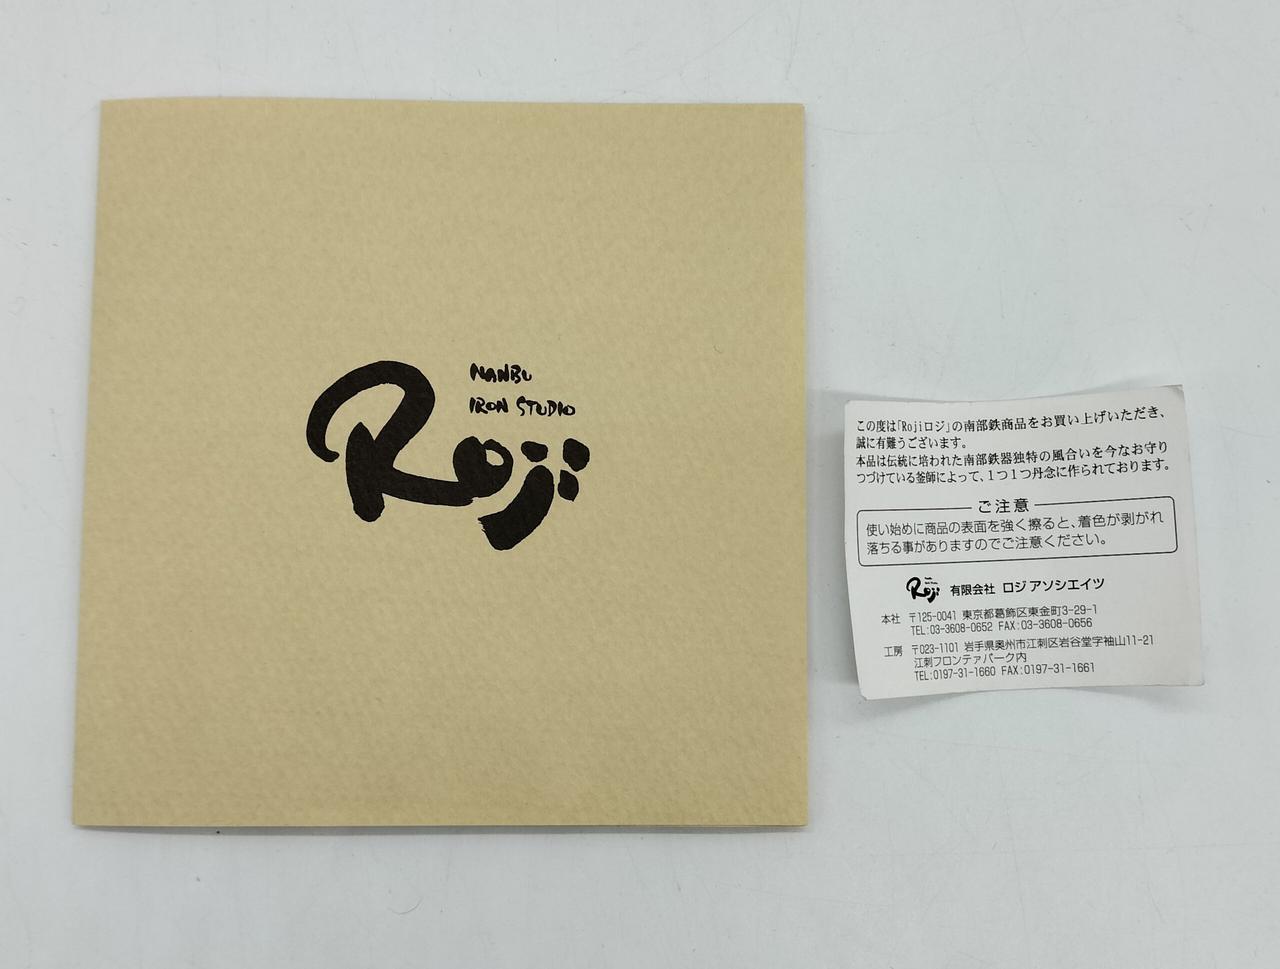 NANBU
IRON STUDIO
Roji
この度は「Rojiロジ」の南部鉄商品をお買い上げいただき、
誠に有難うございます。
本品は伝統に培われた南部鉄器独特の風合いを今なお守り
つづけている釜師によって、1つ1つ丹念に作られております。
ご注意
使い始めに商品の表面を強く擦ると、着色が剥がれ
落ちる事がありますのでご注意ください。
Roji 有限会社 ロジアソシエイツ
本社 〒125-0041 東京都葛飾区東金町3-29-1
TEL:03-3608-0652 FAX:03-3608-0656
工房 〒023-1101 岩手県奥州市江刺区岩谷堂字袖山11-21
江刺フロンテァパーク内
TEL:0197-31-1660 FAX:0197-31-1661